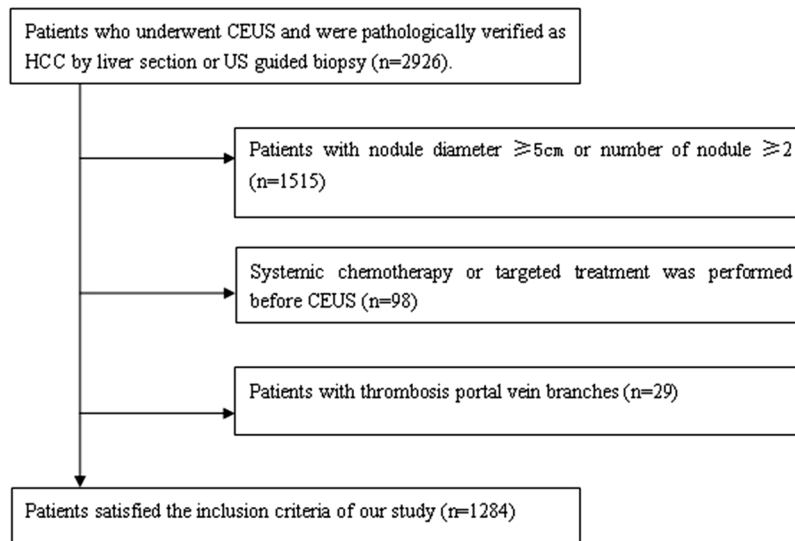 Patients who underwent CEUS and were pathologically verified as
HCC by liver section or US guided biopsy (n=2926).
Patients with nodule diameter ≥5cm or number of nodule ≥2
(n=1515)
Systemic chemotherapy or targeted treatment was performed
before CEUS (n=98)
Patients with thrombosis portal vein branches (n=29)
Patients satisfied the inclusion criteria of our study (n=1284)